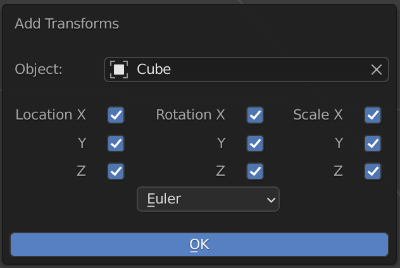 Add Transforms
Object: Cube
Location X Rotation X Scale X
Y Y Y
Z Z Z
Euler
OK